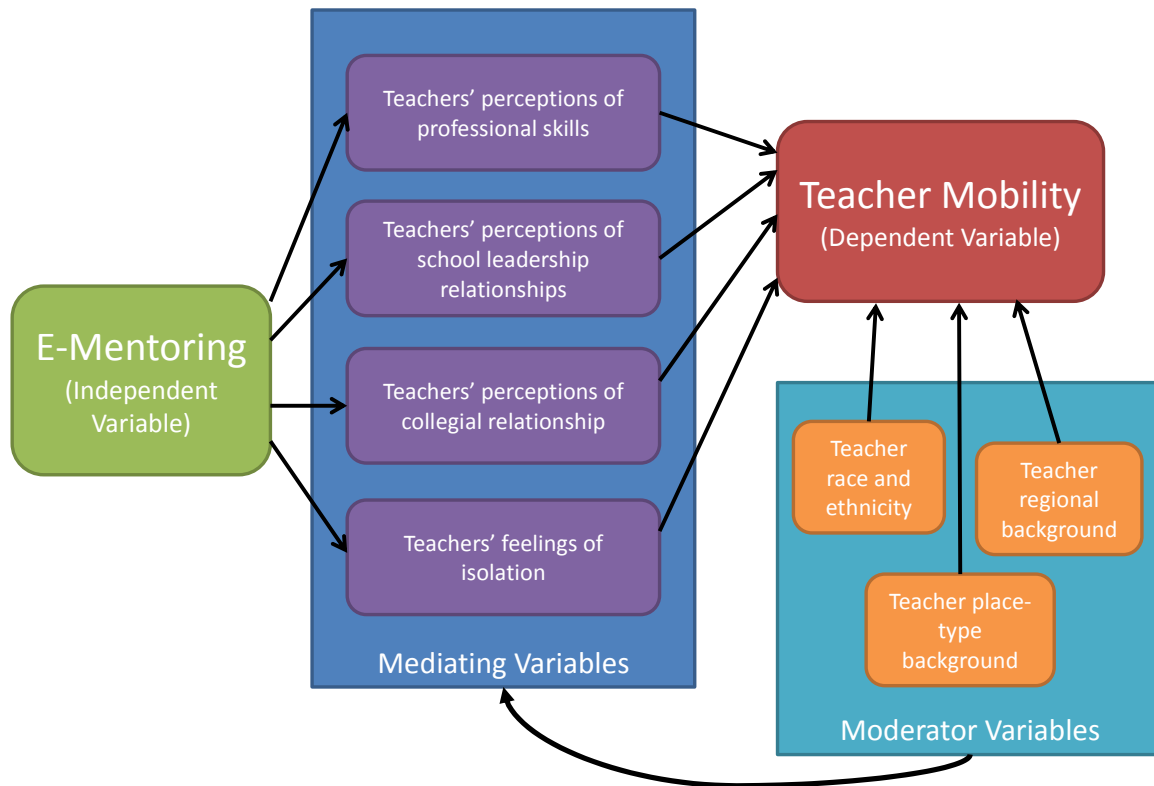 E-Mentoring
(Independent
Variable)
Teachers’ perceptions of
professional skills
Teachers’ perceptions of
school leadership
relationships
Teachers’ perceptions of
collegial relationship
Teachers’ feelings of
isolation
Mediating Variables
Teacher Mobility
(Dependent Variable)
Teacher
race and
ethnicity
Teacher
regional
background
Teacher place-
type
background
Moderator Variables